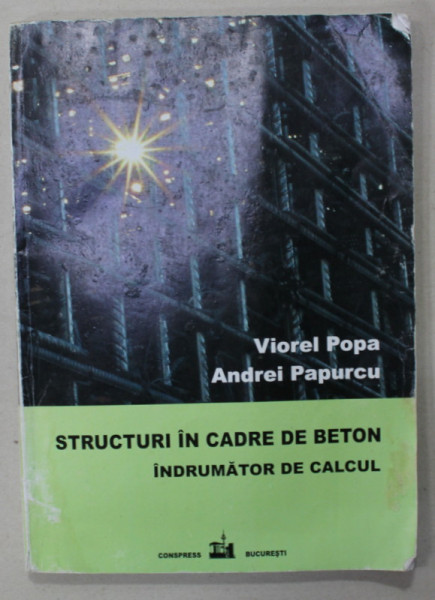 Viorel Popa
Andrei Papurcu
STRUCTURI ÎN CADRE DE BETON
ÎNDRUMĂTOR DE CALCUL
CONSPRESS BUCUREȘTI